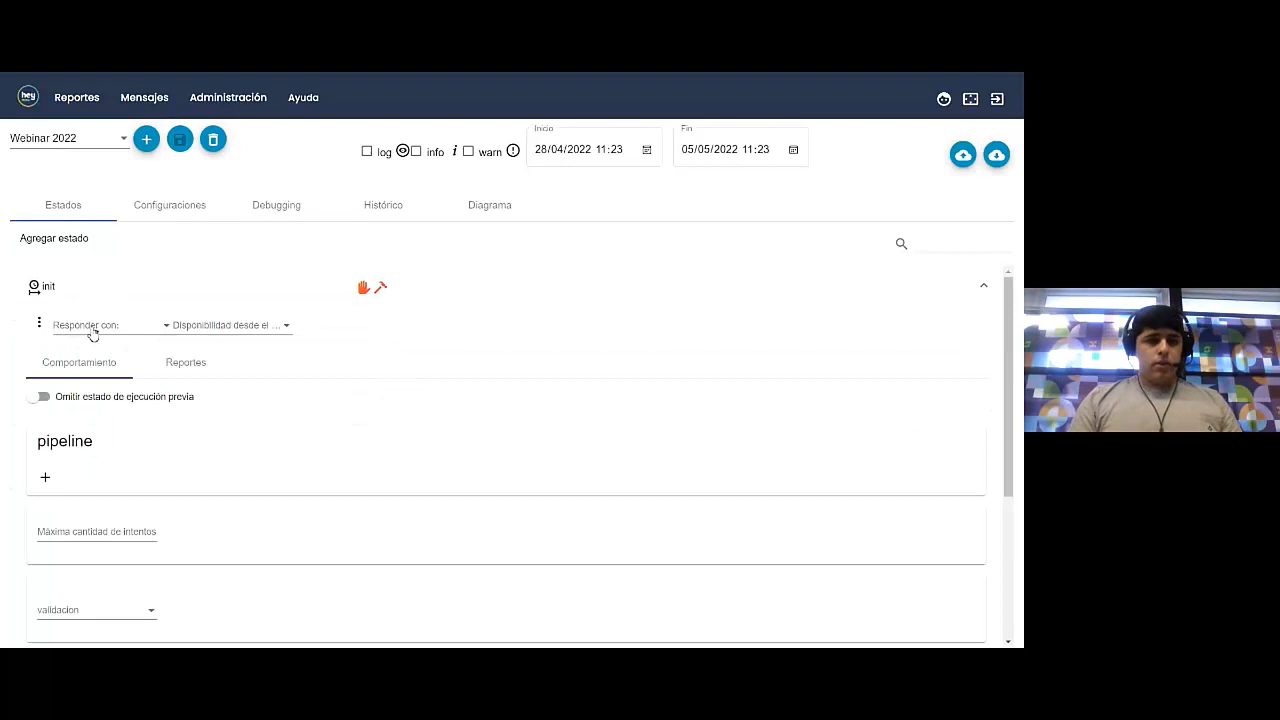 hey
Reportes Mensajes Administración Ayuda
Webinar 2022
log info i warn
Inicio
28/04/2022 11:23
Fin
05/05/2022 11:23
Estados Configuraciones Debugging Histórico Diagrama
Agregar estado
init
Responder con: Disponibilidad desde el ...
Comportamiento Reportes
Omitir estado de ejecución previa
pipeline
+
Máxima cantidad de intentos
validacion